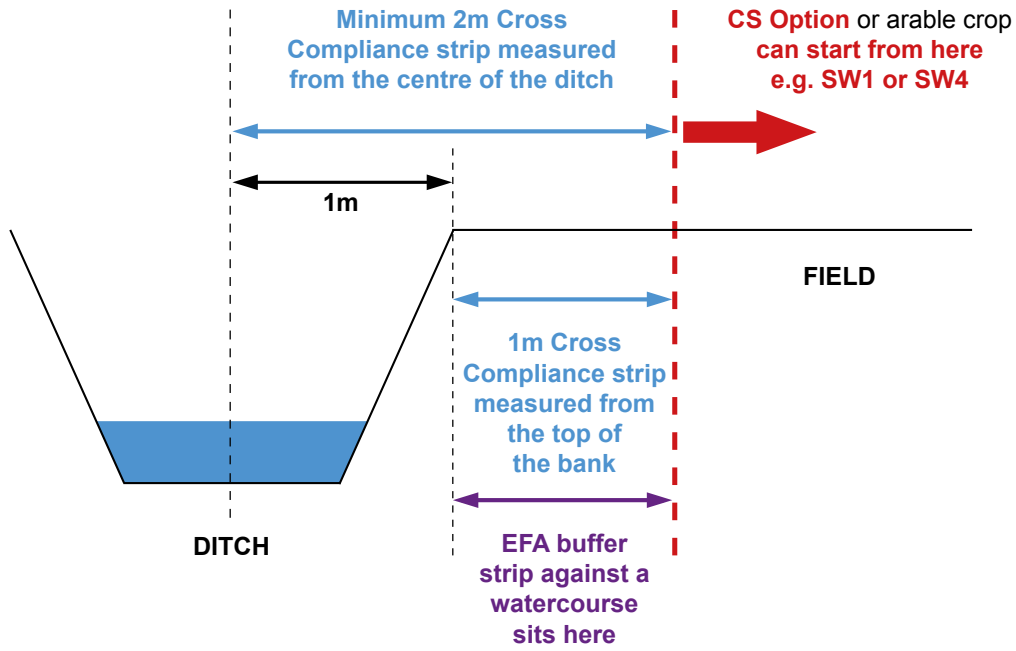 Minimum 2m Cross
Compliance strip measured
from the centre of the ditch
CS Option or arable crop
can start from here
e.g. SW1 or SW4
1m
FIELD
1m Cross
Compliance strip
measured from
the top of
the bank
DITCH
EFA buffer
strip against a
watercourse
sits here